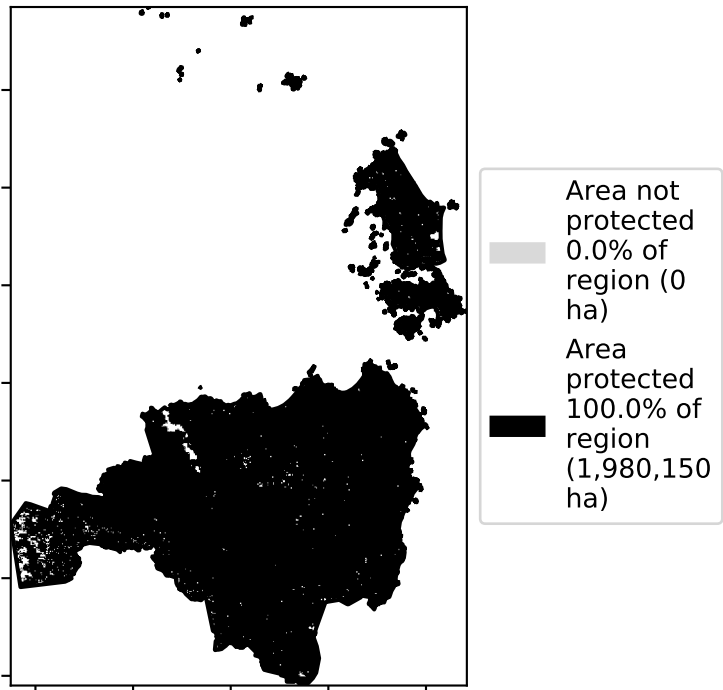 Area not
protected
0.0% of
region (0
ha)
Area
protected
100.0% of
region
(1,980,150
ha)